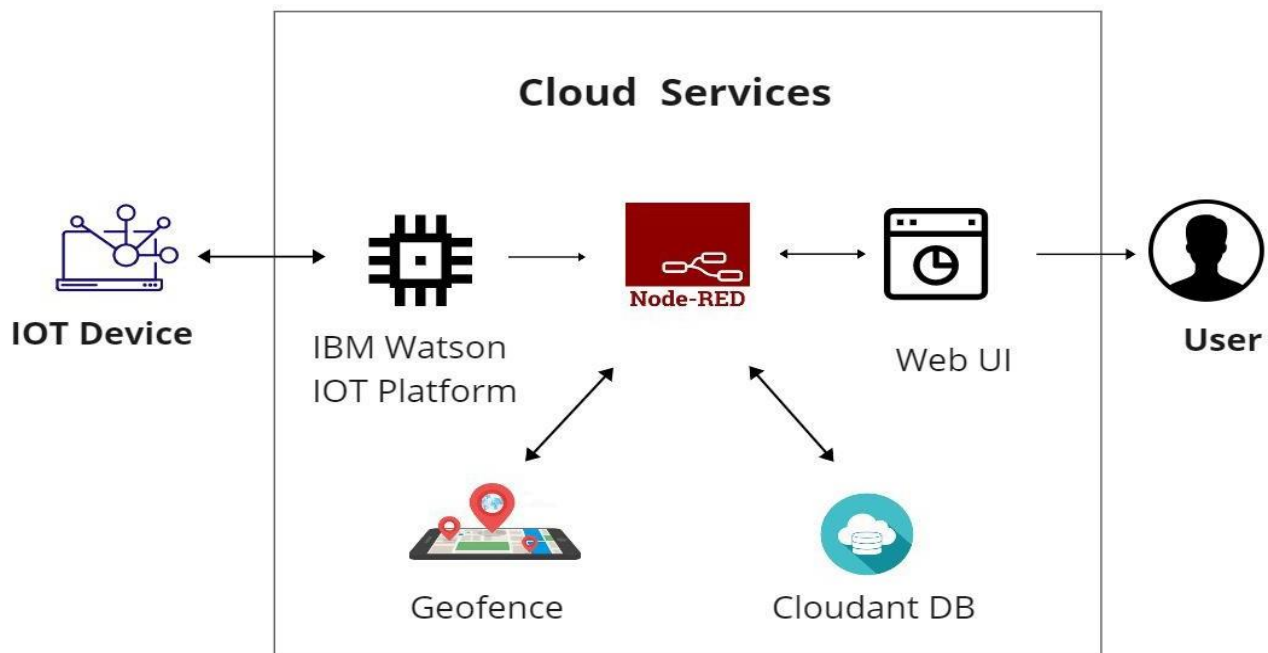 Cloud Services
Node-RED
IOT Device
IBM Watson
IOT Platform
Web UI
User
Geofence
Cloudant DB